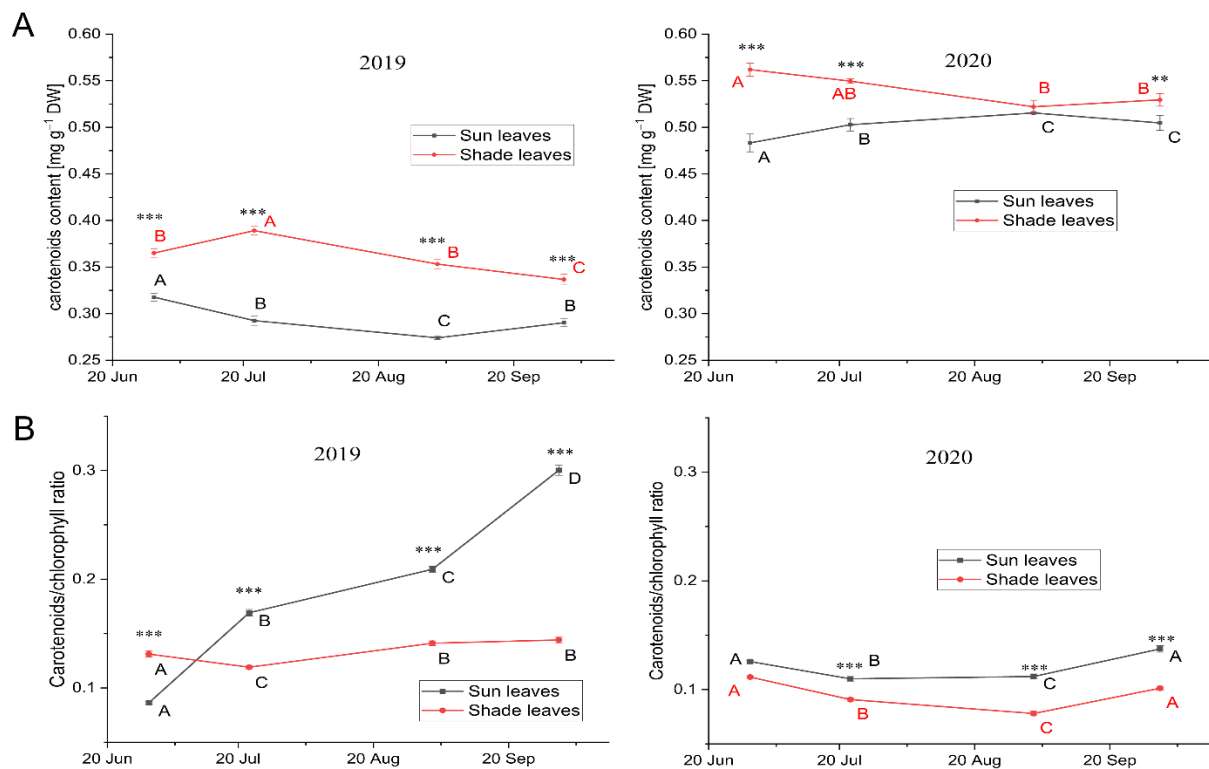 A
carotenoids content [mg g⁻¹ DW]
0.60
0.55
0.50
0.45
0.40
0.35
0.30
0.25
2019
Sun leaves
Shade leaves
***
***
***
***
B
A
B
C
A
B
C
B
20 Jun
20 Jul
20 Aug
20 Sep
carotenoids content [mg g⁻¹ DW]
0.60
0.55
0.50
0.45
0.40
0.35
0.30
0.25
2020
***
***
**
A
AB
B
B
A
B
C
C
Sun leaves
Shade leaves
20 Jun
20 Jul
20 Aug
20 Sep
B
Carotenoids/chlorophyll ratio
0.3
0.2
0.1
2019
***
***
***
***
D
C
B
A
A
C
B
B
Sun leaves
Shade leaves
20 Jun
20 Jul
20 Aug
20 Sep
Carotenoids/chlorophyll ratio
0.3
0.2
0.1
2020
Sun leaves
Shade leaves
***
***
***
A
B
C
A
A
B
C
A
20 Jun
20 Jul
20 Aug
20 Sep